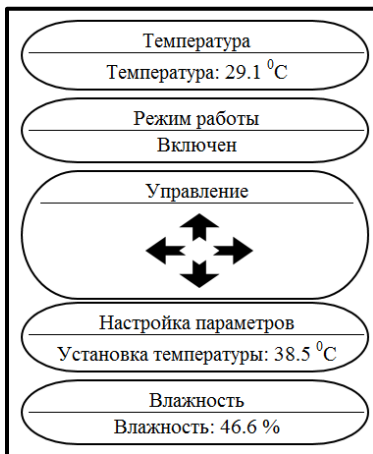 Температура
Температура: 29.1 ⁰C
Режим работы
Включен
Управление
Настройка параметров
Установка температуры: 38.5 ⁰C
Влажность
Влажность: 46.6 %